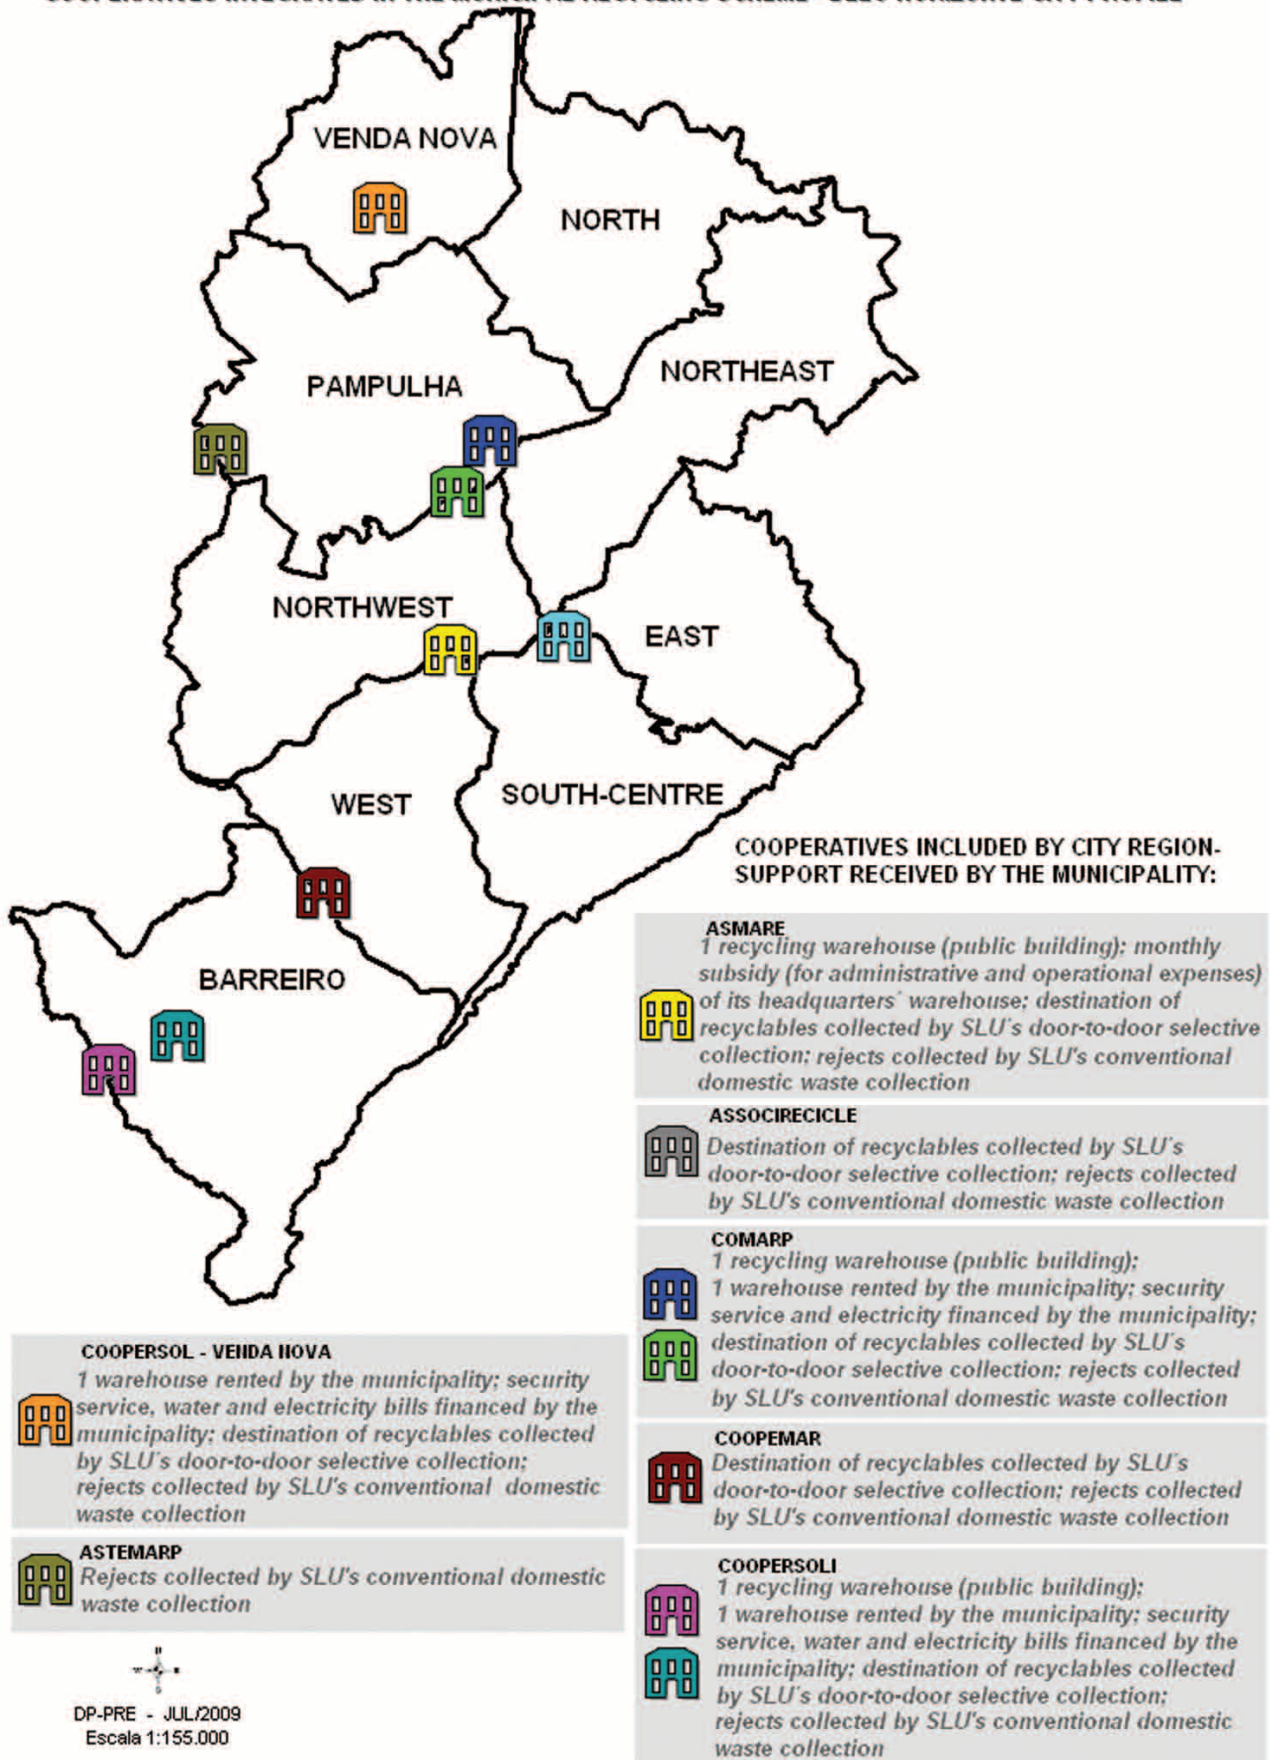 VENDA NOVA
NORTH
NORTHEAST
PAMPULHA
NORTHWEST
EAST
WEST
SOUTH-CENTRE
BARREIRO
COOPERATIVES INCLUDED BY CITY REGION-
SUPPORT RECEIVED BY THE MUNICIPALITY:
ASMARE
1 recycling warehouse (public building); monthly
subsidy (for administrative and operational expenses)
of its headquarters´ warehouse; destination of
recyclables collected by SLU´s door-to-door selective
collection; rejects collected by SLU's conventional
domestic waste collection
ASSOCIRECICLE
Destination of recyclables collected by SLU´s
door-to-door selective collection; rejects collected
by SLU's conventional domestic waste collection
COMARP
1 recycling warehouse (public building);
1 warehouse rented by the municipality; security
service and electricity financed by the municipality;
destination of recyclables collected by SLU´s
door-to-door selective collection; rejects collected
by SLU's conventional domestic waste collection
COOPEMAR
Destination of recyclables collected by SLU´s
door-to-door selective collection; rejects collected
by SLU's conventional domestic waste collection
COOPERSOLI
1 recycling warehouse (public building);
1 warehouse rented by the municipality; security
service, water and electricity bills financed by the
municipality; destination of recyclables collected
by SLU´s door-to-door selective collection;
rejects collected by SLU's conventional domestic
waste collection
COOPERSOL - VENDA NOVA
1 warehouse rented by the municipality; security
service, water and electricity bills financed by the
municipality; destination of recyclables collected
by SLU´s door-to-door selective collection;
rejects collected by SLU's conventional domestic
waste collection
ASTEMARP
Rejects collected by SLU's conventional domestic
waste collection
DP-PRE - JUL/2009
Escala 1:155.000